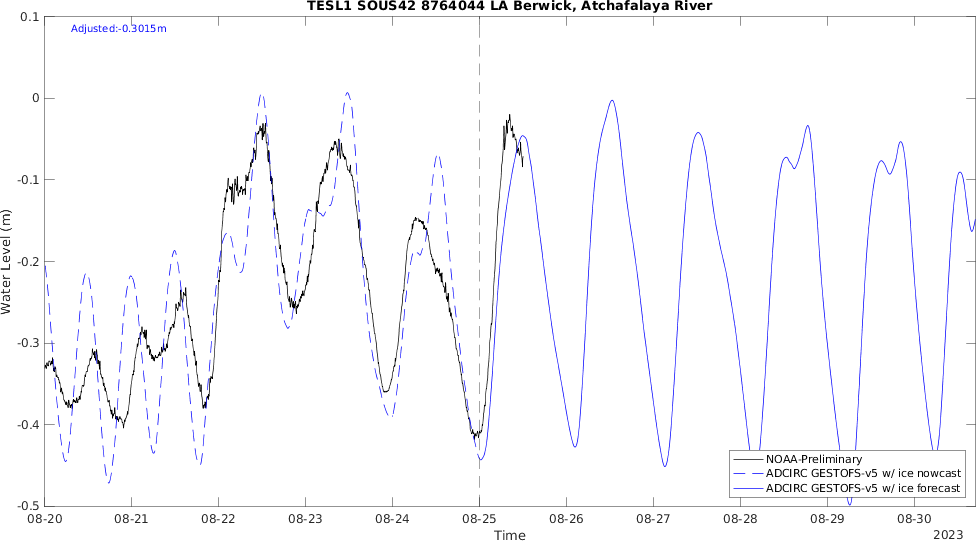 TESL1 SOUS42 8764044 LA Berwick, Atchafalaya River
Adjusted:-0.3015m
0.1
0
-0.1
-0.2
-0.3
-0.4
-0.5
Water Level (m)
NOAA-Preliminary
ADCIRC GESTOFS-v5 w/ ice nowcast
ADCIRC GESTOFS-v5 w/ ice forecast
08-20 08-21 08-22 08-23 08-24 08-25 08-26 08-27 08-28 08-29 08-30
Time
2023